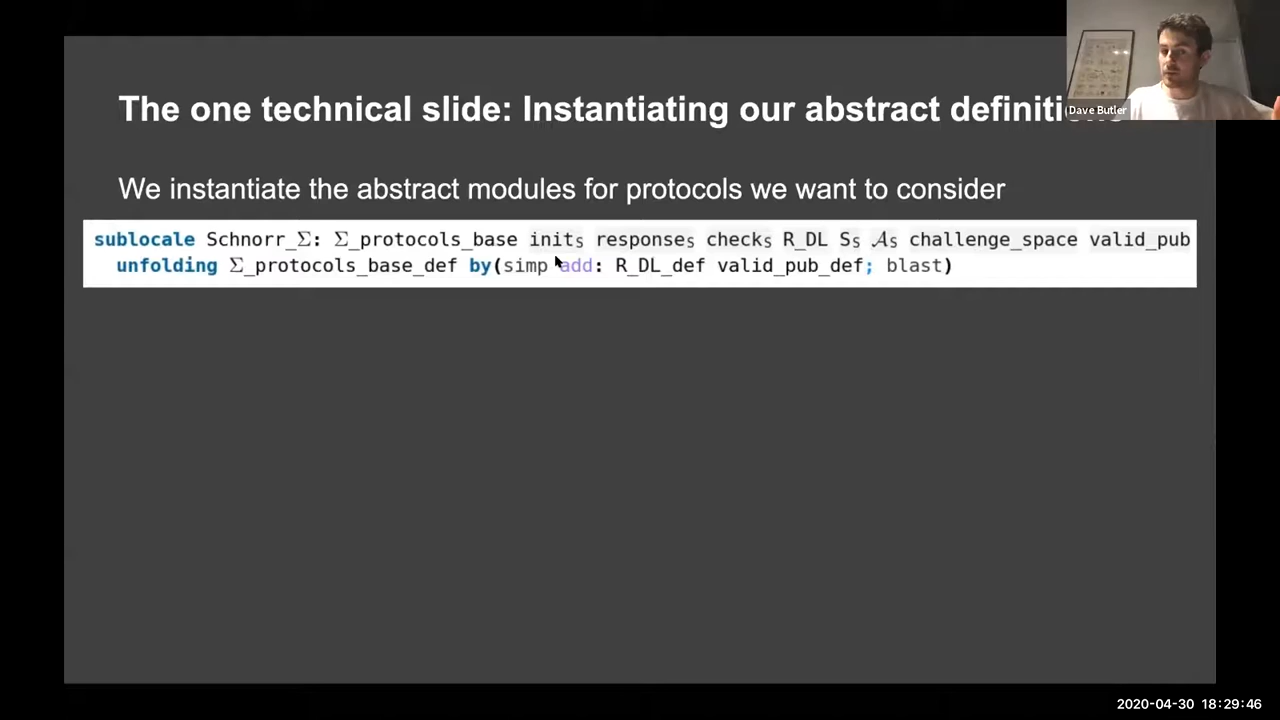 The one technical slide: Instantiating our abstract
Dave Butler
We instantiate the abstract modules for protocols we want to consider
sublocale Schnorr_Σ: Σ_protocols_base initₛ responseₛ checkₛ R_DL Sₛ 𝒜ₛ challenge_space valid_pub
unfolding Σ_protocols_base_def by(simp add: R_DL_def valid_pub_def; blast)
2020-04-30 18:29:46